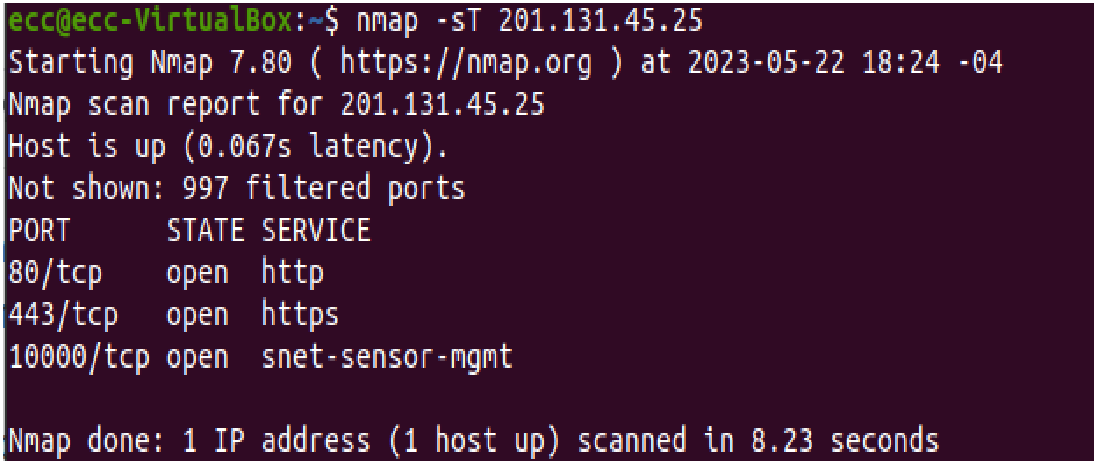 ecc@ecc-VirtualBox:~$ nmap -sT 201.131.45.25
Starting Nmap 7.80 ( https://nmap.org ) at 2023-05-22 18:24 -04
Nmap scan report for 201.131.45.25
Host is up (0.067s latency).
Not shown: 997 filtered ports
PORT      STATE SERVICE
80/tcp    open  http
443/tcp   open  https
10000/tcp open  snet-sensor-mgmt
Nmap done: 1 IP address (1 host up) scanned in 8.23 seconds